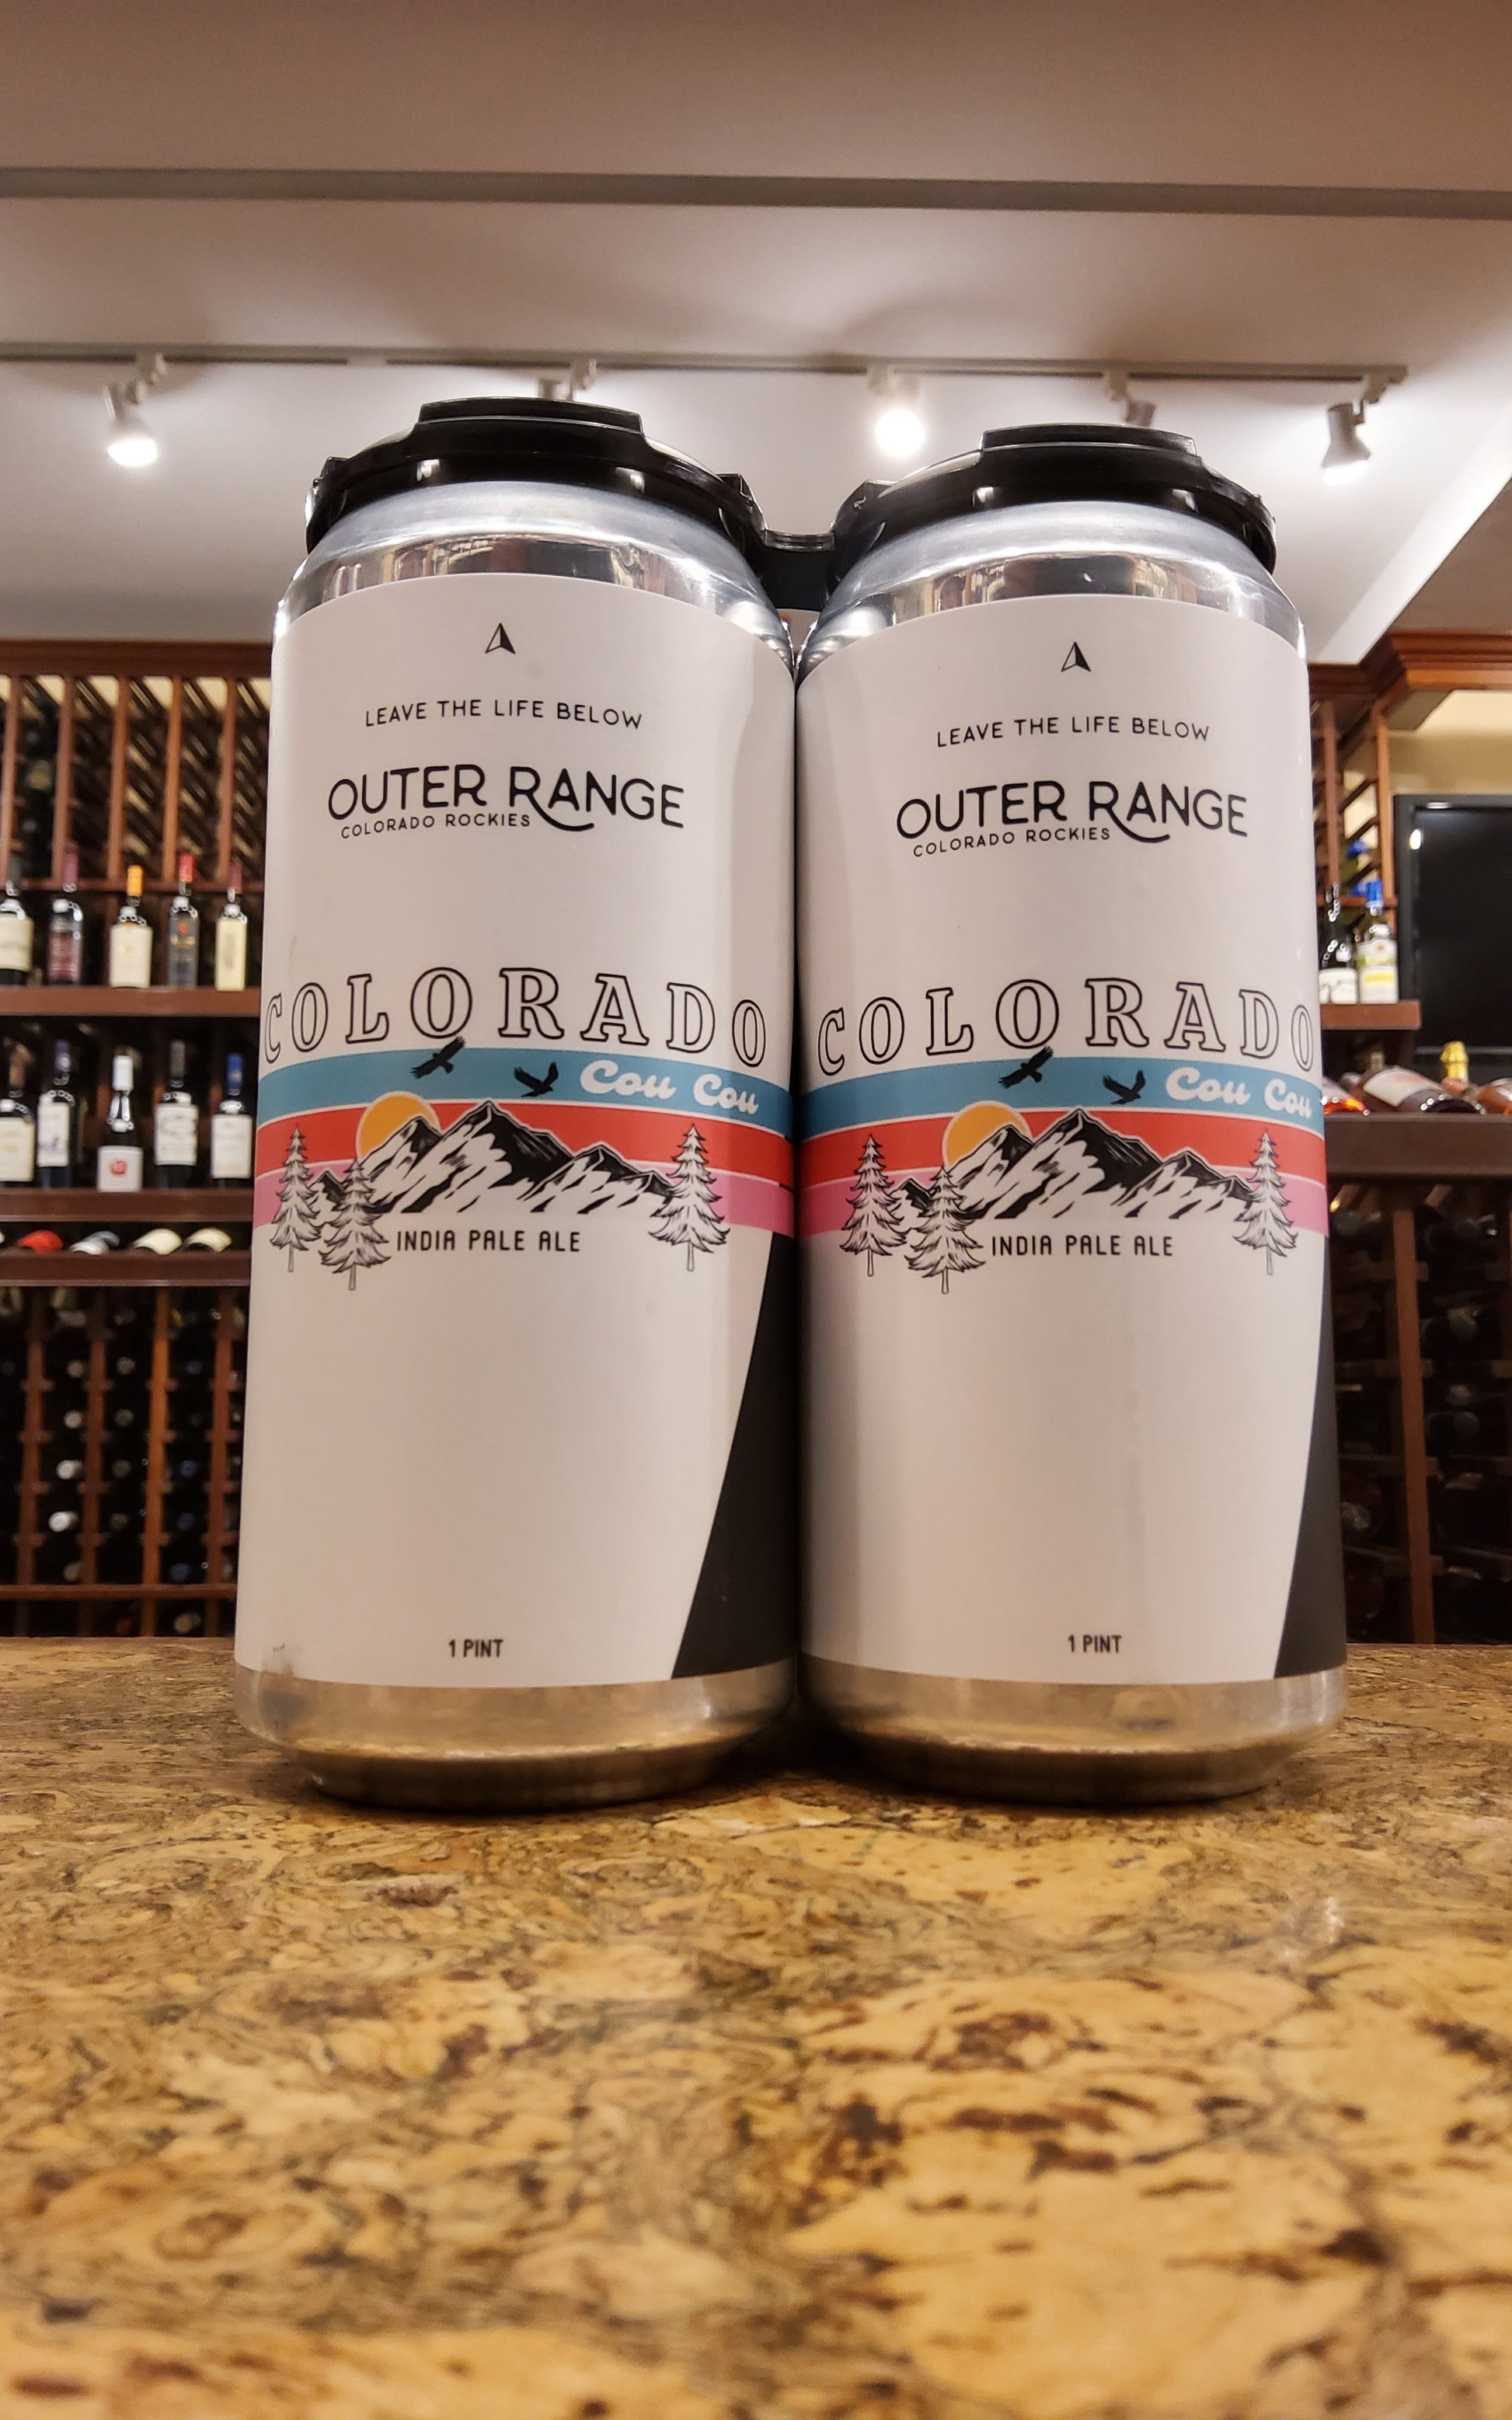 LEAVE THE LIFE BELOW
OUTER RANGE
COLORADO ROCKIES
COLORADO
Cou Cou
INDIA PALE ALE
1 PINT
LEAVE THE LIFE BELOW
OUTER RANGE
COLORADO ROCKIES
COLORADO
Cou Cou
INDIA PALE ALE
1 PINT